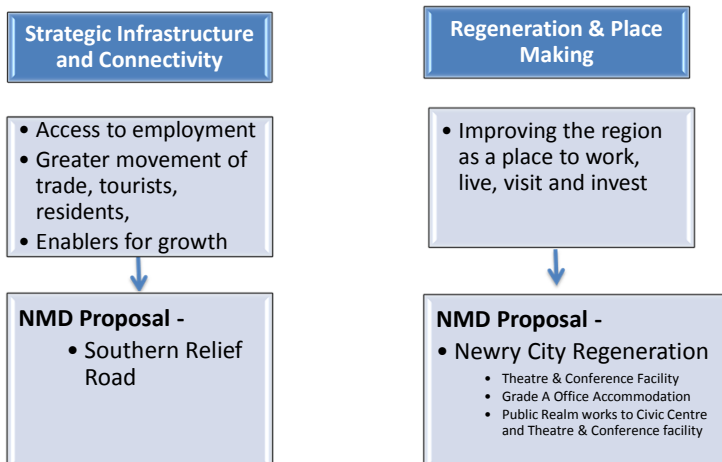 Strategic Infrastructure
and Connectivity
• Access to employment
• Greater movement of
trade, tourists,
residents,
• Enablers for growth
NMD Proposal -
• Southern Relief
Road
Regeneration & Place
Making
• Improving the region
as a place to work,
live, visit and invest
NMD Proposal -
• Newry City Regeneration
• Theatre & Conference Facility
• Grade A Office Accommodation
• Public Realm works to Civic Centre
and Theatre & Conference facility